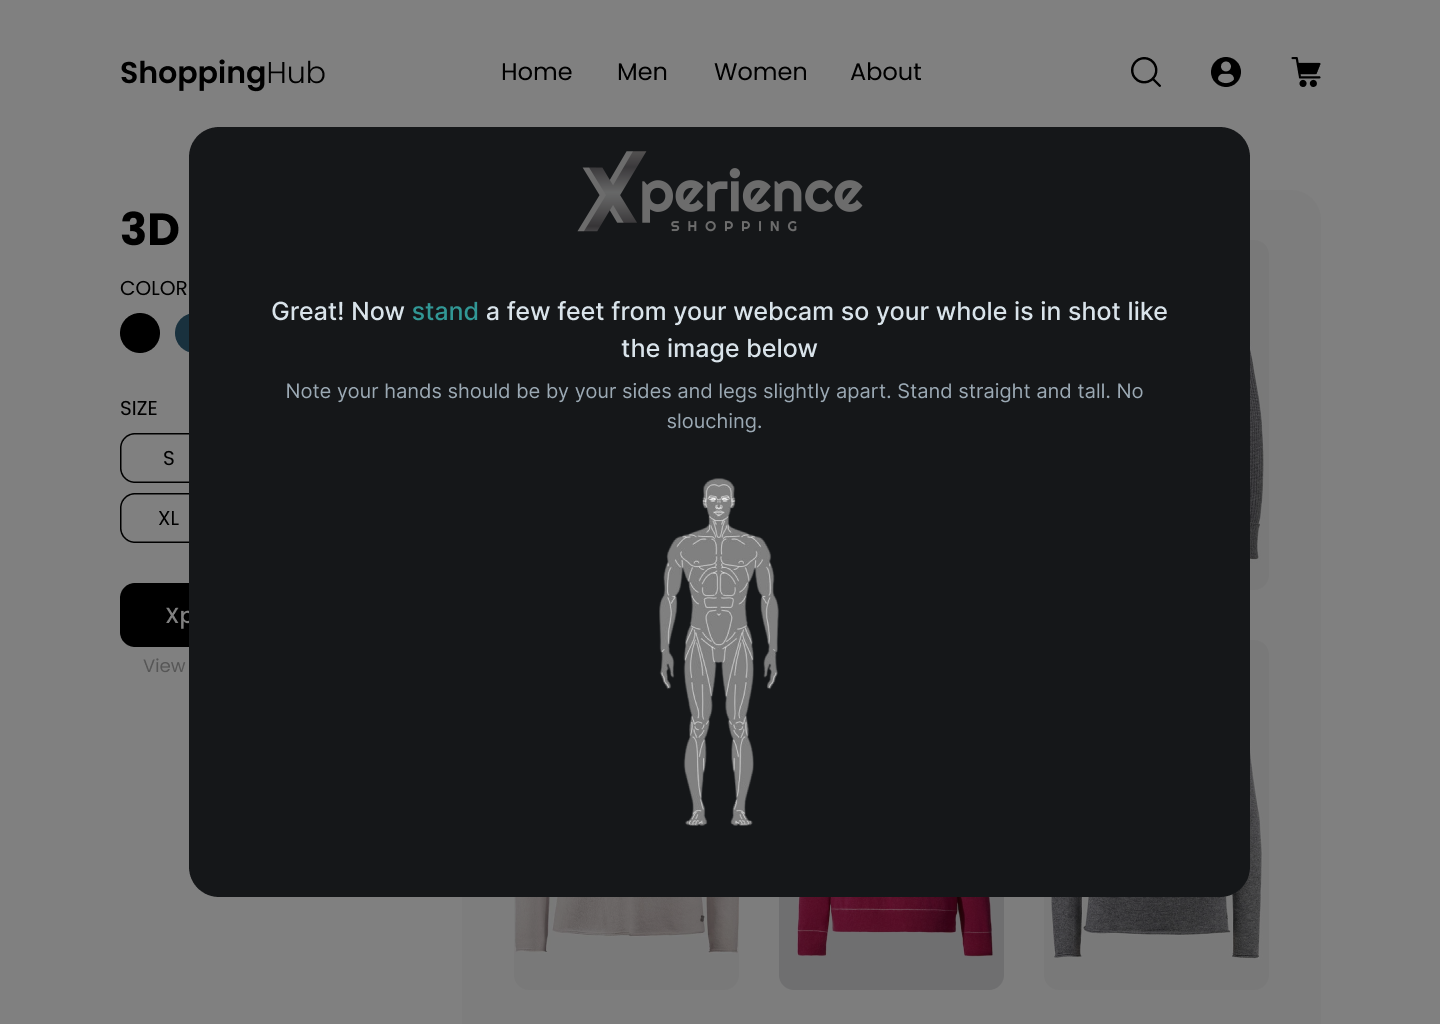 ShoppingHub
Home Men Women About
Xperience
SHOPPING
3D
COLOR
Great! Now stand a few feet from your webcam so your whole is in shot like
the image below
Note your hands should be by your sides and legs slightly apart. Stand straight and tall. No
slouching.
SIZE
S
XL
Xp
View